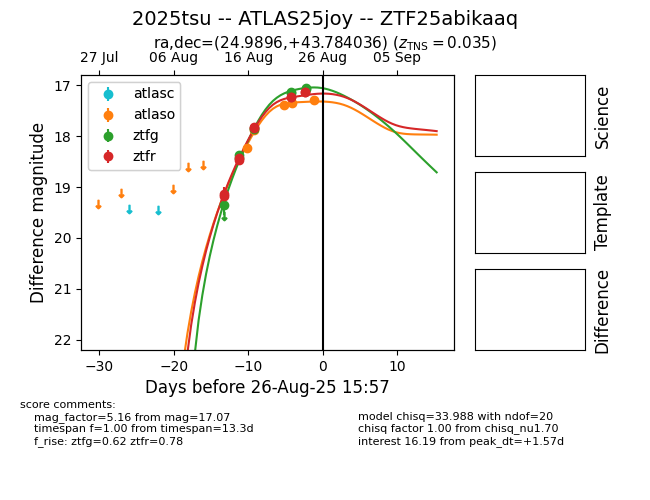 2025tsu -- ATLAS25joy -- ZTF25abikaaq
ra,dec=(24.9896,+43.784036) (z_TNS = 0.035)
27 Jul 06 Aug 16 Aug 26 Aug 05 Sep
atlasc
atlaso
ztfg
ztfr
17
18
19
20
21
22
Difference magnitude
−30 −20 −10 0 10
Days before 26-Aug-25 15:57
Science
Template
Difference
score comments:
mag_factor=5.16 from mag=17.07
timespan f=1.00 from timespan=13.3d
f_rise: ztfg=0.62 ztfr=0.78
model chisq=33.988 with ndof=20
chisq factor 1.00 from chisq_nu1.70
interest 16.19 from peak_dt=+1.57d